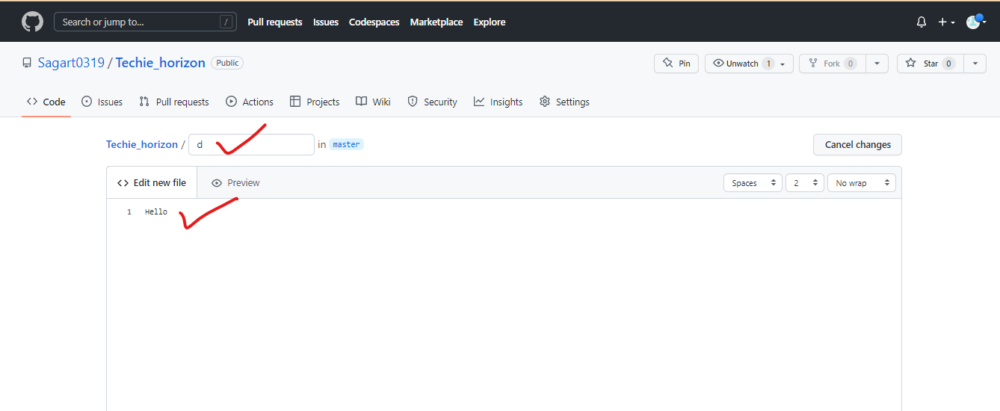 Search or jump to... / Pull requests Issues Codespaces Marketplace Explore
Sagart0319 / Techie_horizon Public Pin Unwatch 1 Fork 0 Star 0
Code Issues Pull requests Actions Projects Wiki Security Insights Settings
Techie_horizon / d in master Cancel changes
<> Edit new file Preview Spaces 2 No wrap
1 Hello